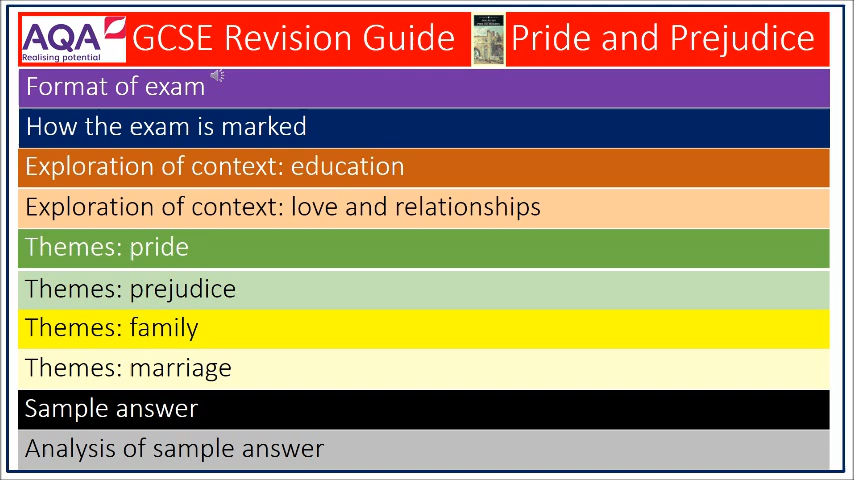 AQA
Realising potential
GCSE Revision Guide
Pride and Prejudice
Format of exam
How the exam is marked
Exploration of context: education
Exploration of context: love and relationships
Themes: pride
Themes: prejudice
Themes: family
Themes: marriage
Sample answer
Analysis of sample answer